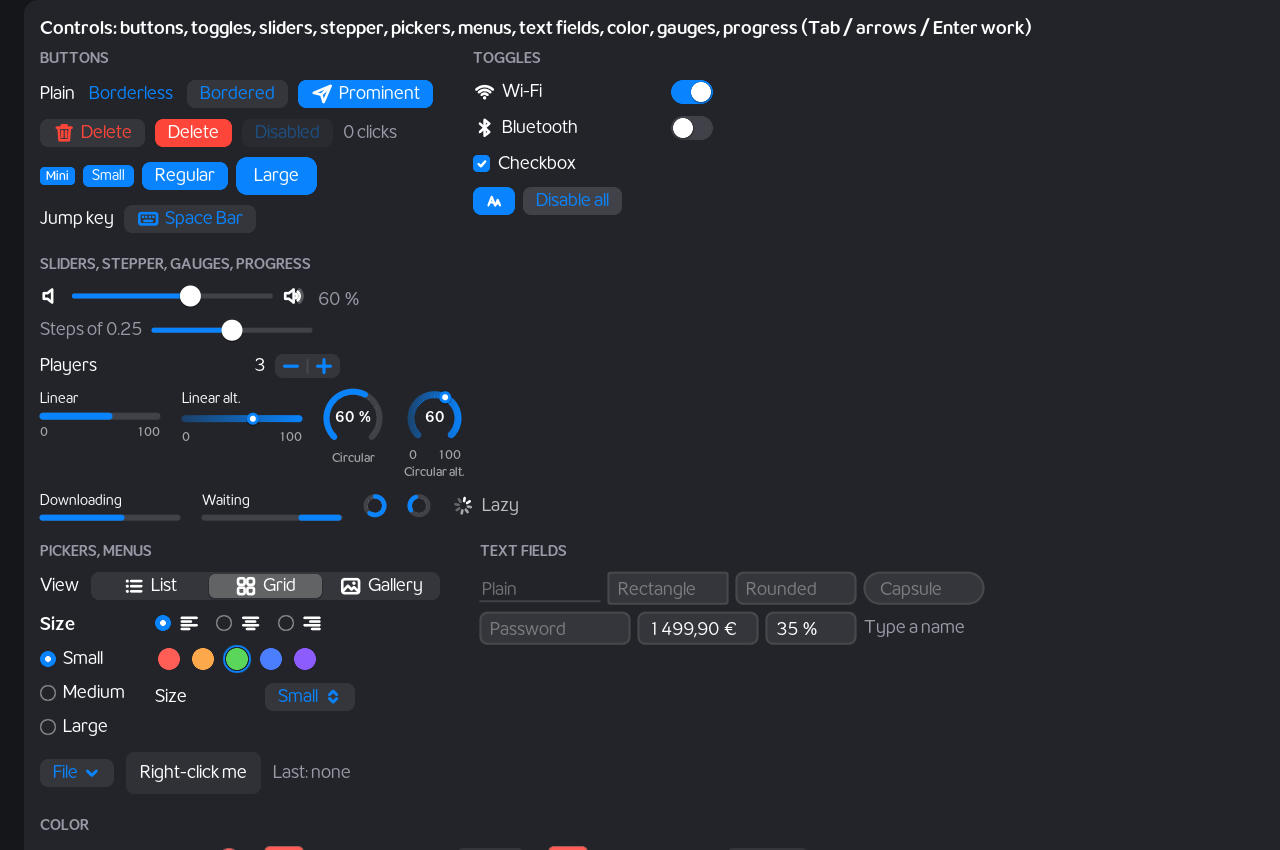 Controls: buttons, toggles, sliders, stepper, pickers, menus, text fields, color, gauges, progress (Tab / arrows / Enter work)
BUTTONS
Plain Borderless Bordered Prominent
Delete Delete Disabled 0 clicks
Mini Small Regular Large
Jump key Space Bar
TOGGLES
Wi-Fi
Bluetooth
Checkbox
AA Disable all
SLIDERS, STEPPER, GAUGES, PROGRESS
60 %
Steps of 0.25
Players 3
Linear Linear alt. 60 % 60
0 100 0 100 Circular 0 100
Circular alt.
Downloading Waiting Lazy
PICKERS, MENUS
View List Grid Gallery
Size
Small
Medium Size Small
Large
File Right-click me Last: none
TEXT FIELDS
Plain Rectangle Rounded Capsule
Password 1 499,90 € 35 % Type a name
COLOR